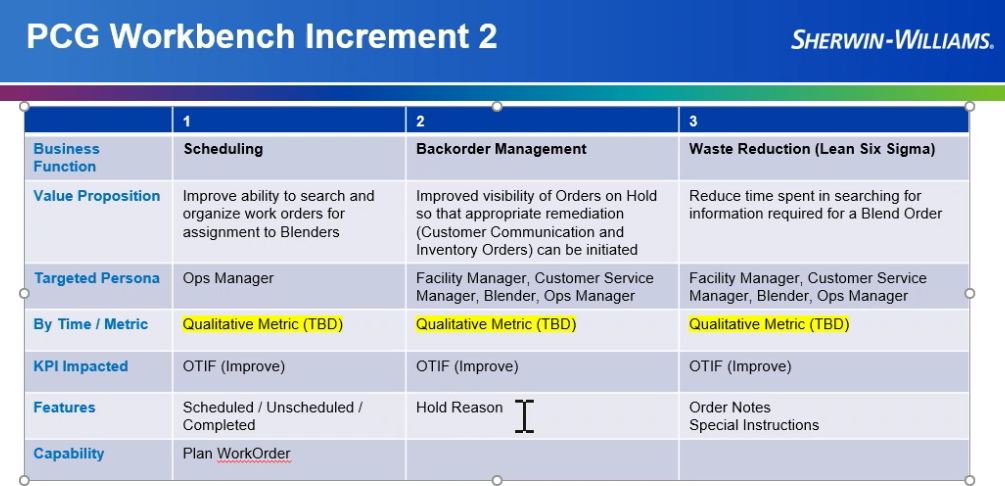 PCG Workbench Increment 2
SHERWIN-WILLIAMS.
1
2
3
Business
Function
Scheduling
Backorder Management
Waste Reduction (Lean Six Sigma)
Value Proposition
Improve ability to search and
organize work orders for
assignment to Blenders
Improved visibility of Orders on Hold
so that appropriate remediation
(Customer Communication and
Inventory Orders) can be initiated
Reduce time spent in searching for
information required for a Blend Order
Targeted Persona
Ops Manager
Facility Manager, Customer Service
Manager, Blender, Ops Manager
Facility Manager, Customer Service
Manager, Blender, Ops Manager
By Time / Metric
Qualitative Metric (TBD)
Qualitative Metric (TBD)
Qualitative Metric (TBD)
KPI Impacted
OTIF (Improve)
OTIF (Improve)
OTIF (Improve)
Features
Scheduled / Unscheduled /
Completed
Hold Reason
Order Notes
Special Instructions
Capability
Plan WorkOrder